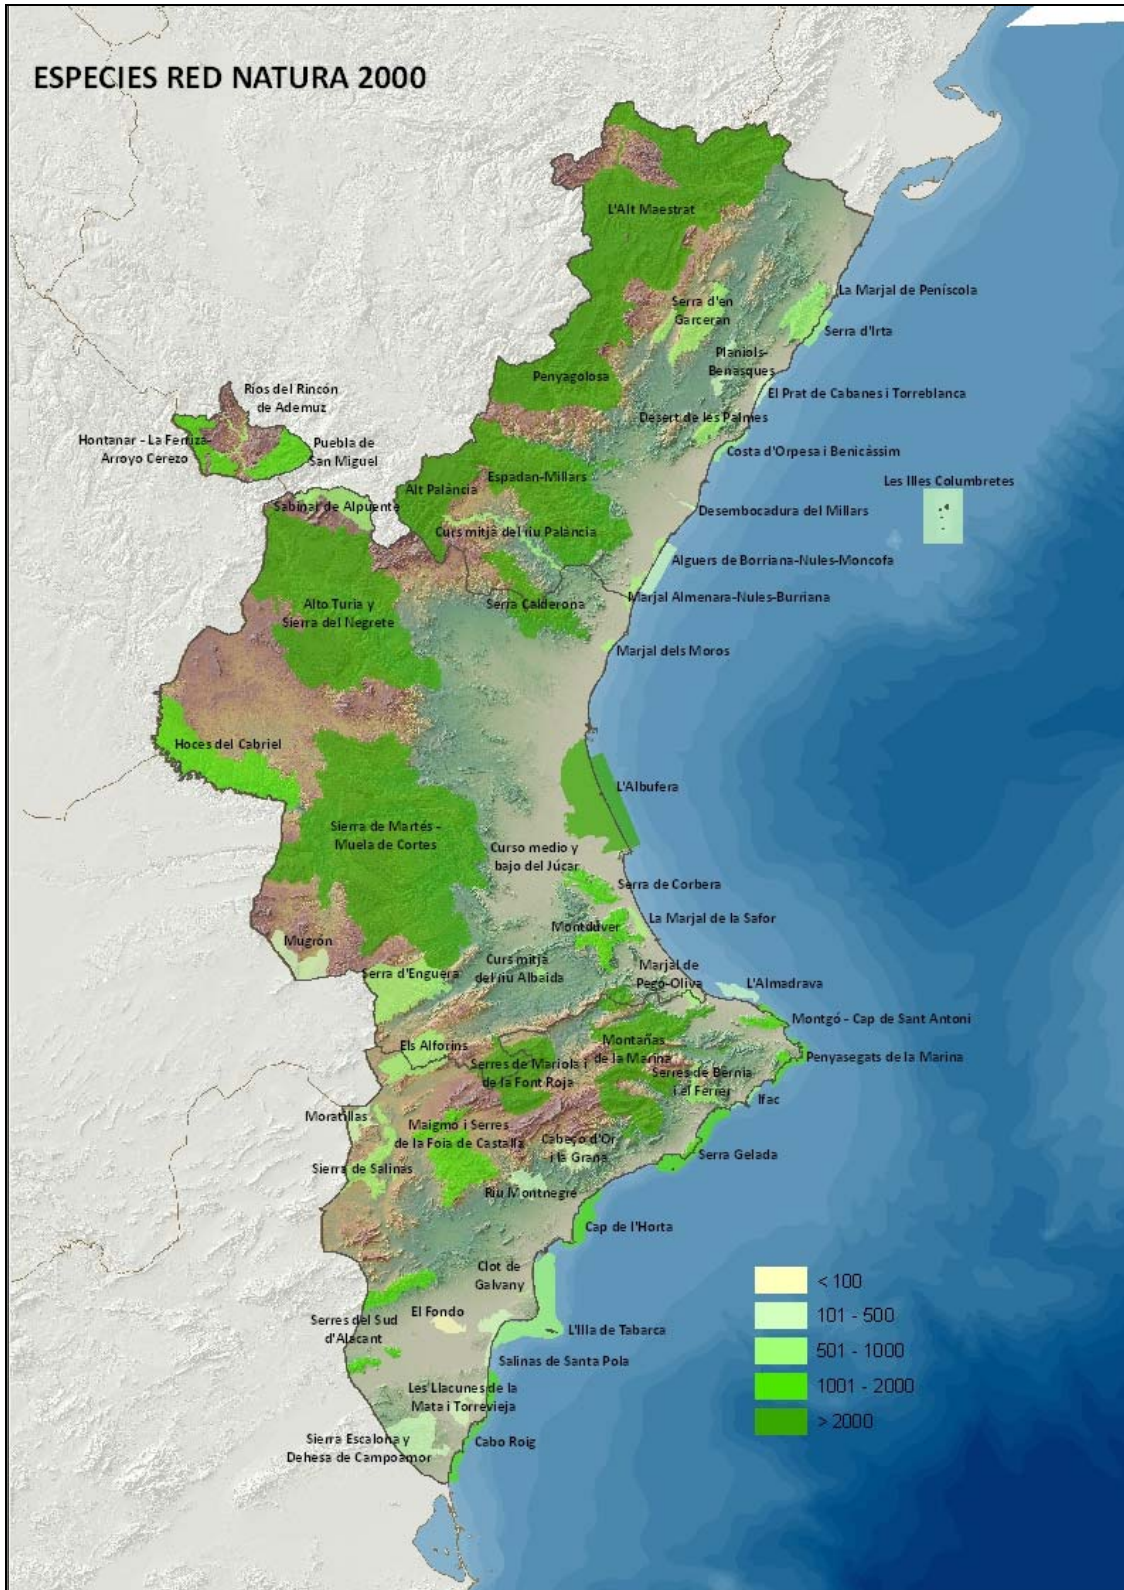 ESPECIES RED NATURA 2000
L'Alt Maestrat
La Marjal de Peníscola
Serra d'en
Garceran
Serra d'Irta
Planiols-
Benasques
Penyagolosa
El Prat de Cabanes i Torreblanca
Ríos del Rincón
de Ademuz
Desert de les Palmes
Hontanar - La Ferriza-
Arroyo Cerezo
Puebla de
San Miguel
Costa d'Orpesa i Benicàssim
Espadan-Millars
Les Illes Columbretes
Alt Palància
Sabinar de Alpuente
Desembocadura del Millars
Curs mitjà del riu Palància
Alguers de Borriana-Nules-Moncofa
Marjal Almenara-Nules-Burriana
Serra Calderona
Alto Turia y
Sierra del Negrete
Marjal dels Moros
Hoces del Cabriel
L'Albufera
Sierra de Martés -
Muela de Cortes
Curso medio y
bajo del Júcar
Serra de Corbera
La Marjal de la Safor
Montdúver
Mugrón
Curs mitjà
del riu Albaida
Marjal de
Pego-Oliva
Serra d'Enguera
L'Almadrava
Montgó - Cap de Sant Antoni
Els Alforins
Montañas
de la Marina
Penyasegats de la Marina
Serres de Mariola i
de la Font Roja
Serres de Bèrnia
i el Ferrer
Ifac
Moratillas
Maigmó i Serres
de la Foia de Castalla
Cabeço d'Or
i la Grana
Serra Gelada
Sierra de Salinas
Riu Montnegre
Cap de l'Horta
Clot de
Galvany
< 100
101 - 500
501 - 1000
1001 - 2000
> 2000
El Fondo
Serres del Sud
d'Alacant
L'Illa de Tabarca
Salinas de Santa Pola
Les Llacunes de la
Mata i Torrevieja
Sierra Escalona y
Dehesa de Campoamor
Cabo Roig